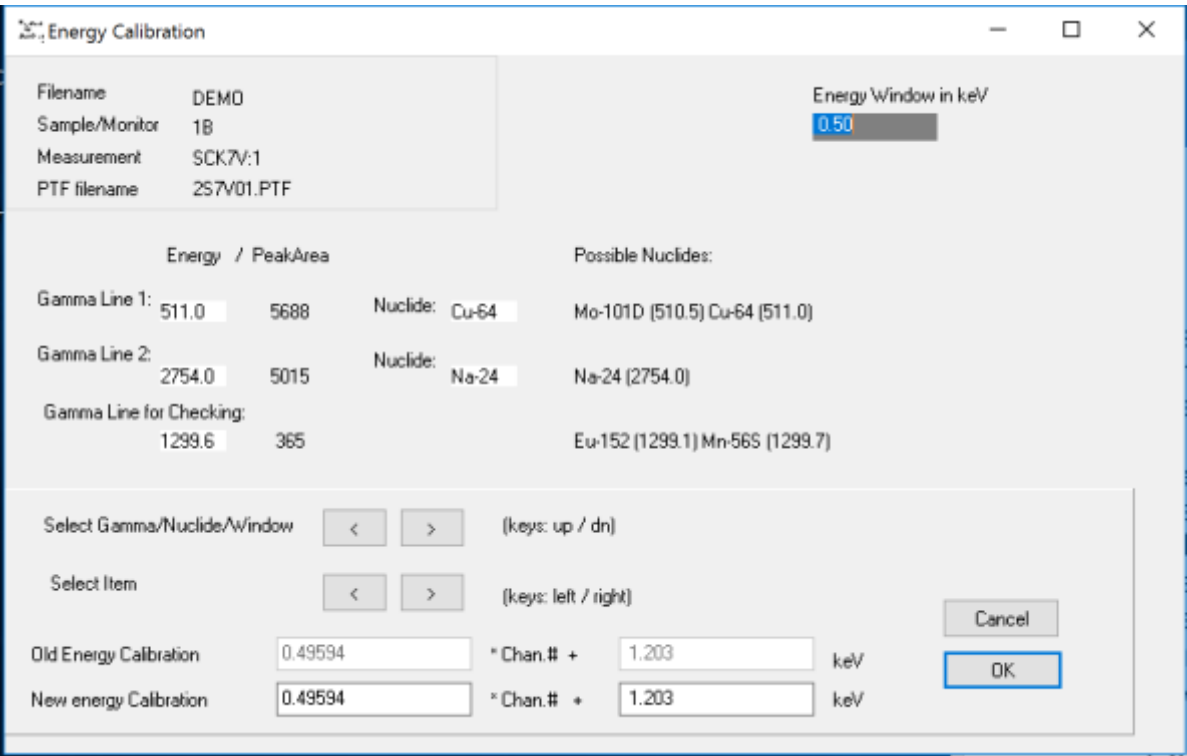 Energy Calibration
Filename DEMO
Sample/Monitor 1B
Measurement SCK7V:1
PTF filename 2S7V01.PTF
Energy Window in keV
0.50
Energy / PeakArea Possible Nuclides:
Gamma Line 1: 511.0 5688 Nuclide: Cu-64 Mo-101D (510.5) Cu-64 (511.0)
Gamma Line 2: 2754.0 5015 Nuclide: Na-24 Na-24 (2754.0)
Gamma Line for Checking:
1299.6 365 Eu-152 (1299.1) Mn-56S (1299.7)
Select Gamma/Nuclide/Window < > (keys: up / dn)
Select Item < > (keys: left / right)
Old Energy Calibration 0.49594 * Chan.# + 1.203 keV
New energy Calibration 0.49594 * Chan.# + 1.203 keV
Cancel
OK